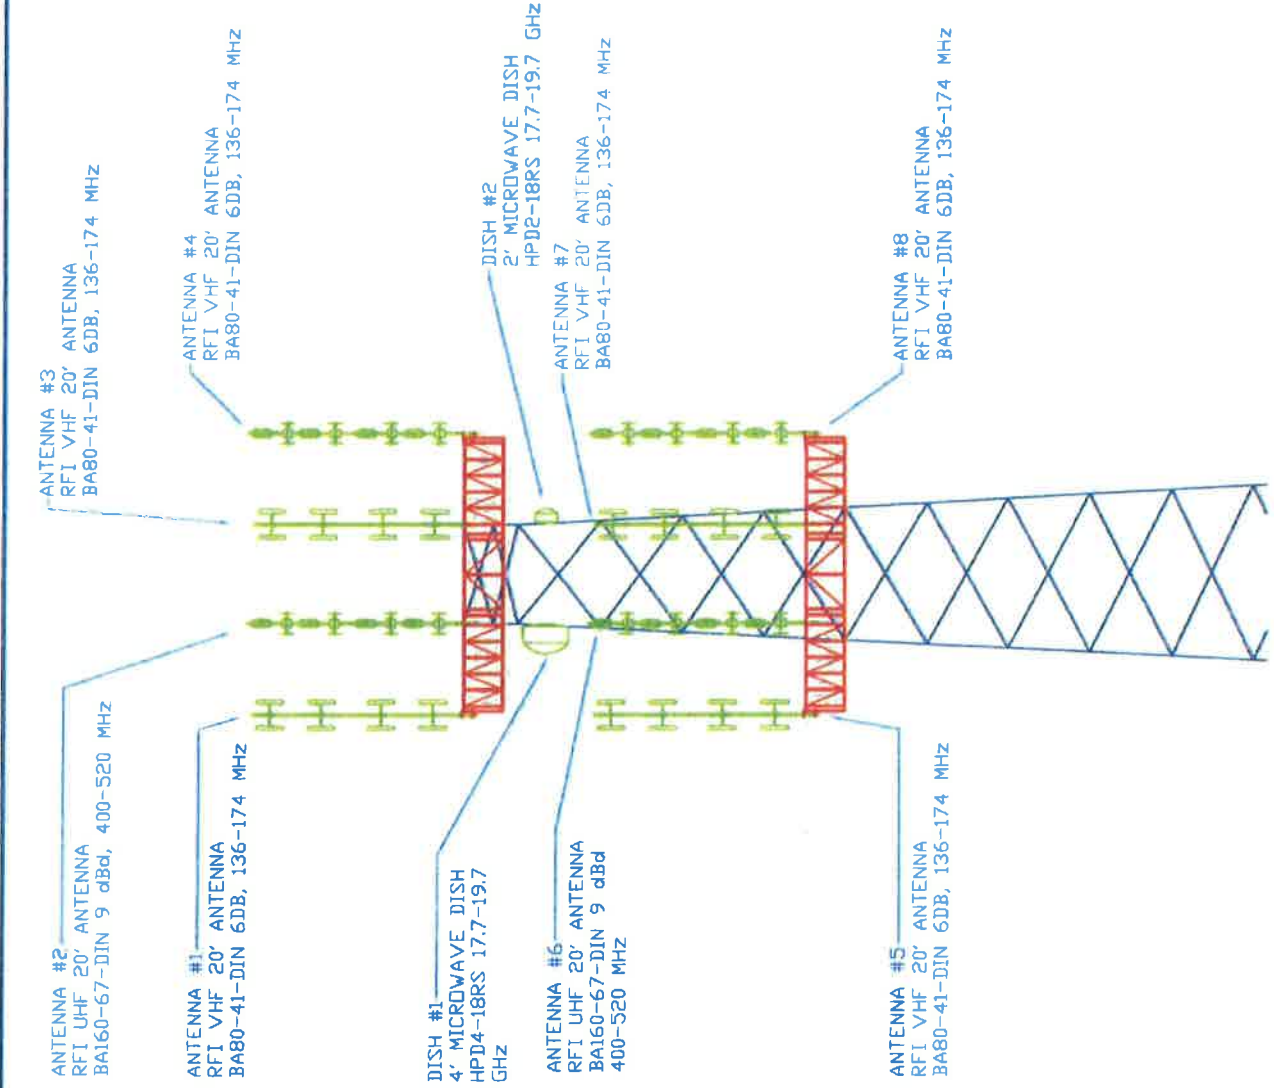 ANTENNA #2
RFI UHF 20' ANTENNA
BA160-67-DIN 9 dBd, 400-520 MHz
ANTENNA #1
RFI VHF 20' ANTENNA
BA80-41-DIN 6DB, 136-174 MHz
DISH #1
4' MICROWAVE DISH
HPD4-18RS 17.7-19.7
GHz
ANTENNA #6
RFI UHF 20' ANTENNA
BA160-67-DIN 9 dBd
400-520 MHz
ANTENNA #5
RFI VHF 20' ANTENNA
BA80-41-DIN 6DB, 136-174 MHz
ANTENNA #3
RFI VHF 20' ANTENNA
BA80-41-DIN 6DB, 136-174 MHz
ANTENNA #4
RFI VHF 20' ANTENNA
BA80-41-DIN 6DB, 136-174 MHz
DISH #2
2' MICROWAVE DISH
HPD2-18RS 17.7-19.7 GHz
ANTENNA #7
RFI VHF 20' ANTENNA
BA80-41-DIN 6DB, 136-174 MHz
ANTENNA #8
RFI VHF 20' ANTENNA
BA80-41-DIN 6DB, 136-174 MHz